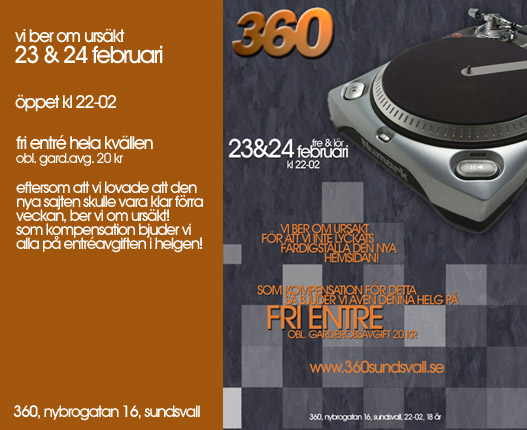 vi ber om ursäkt
23 & 24 februari
öppet kl 22-02
fri entré hela kvällen
obl. gard.avg. 20 kr
eftersom att vi lovade att den
nya sajten skulle vara klar förra
veckan, ber vi om ursäkt!
som kompensation bjuder vi
alla på entréavgiften i helgen!
360, nybrogatan 16, sundsvall
360
fre & lör
23&24 februari
kl 22-02
Numark
VI BER OM URSÄKT
FÖR ATT VI INTE LYCKATS
FÄRDIGSTÄLLA DEN NYA
HEMSIDAN!
SOM KOMPENSATION FÖR DETTA
SÅ BJUDER VI ÄVEN DENNA HELG PÅ
FRI ENTRE
OBL. GARDEROBSAVGIFT 20 KR
www.360sundsvall.se
360, nybrogatan 16, sundsvall, 22-02, 18 år